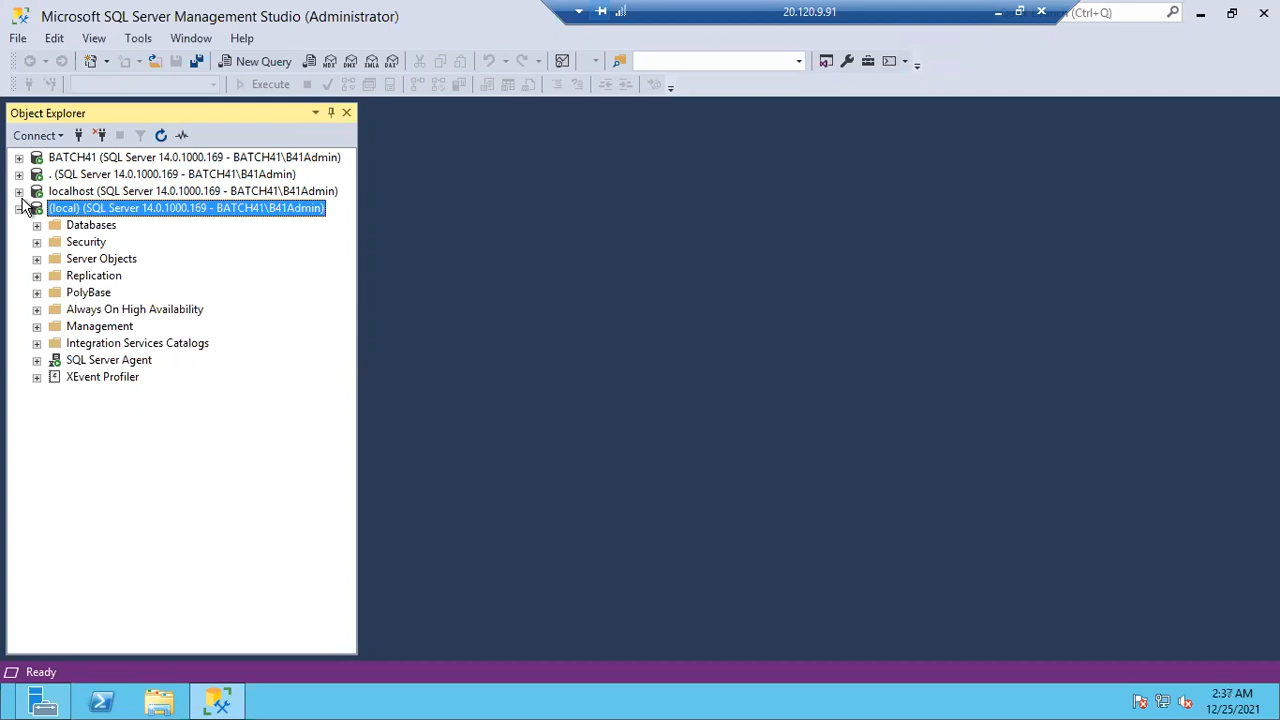 Microsoft SQL Server Management Studio (Administrator)
20.120.9.91
(Ctrl+Q)
File Edit View Tools Window Help
New Query
MDX DMX XMLA DAX
Execute
Object Explorer
Connect
BATCH41 (SQL Server 14.0.1000.169 - BATCH41\B41Admin)
. (SQL Server 14.0.1000.169 - BATCH41\B41Admin)
localhost (SQL Server 14.0.1000.169 - BATCH41\B41Admin)
(local) (SQL Server 14.0.1000.169 - BATCH41\B41Admin)
Databases
Security
Server Objects
Replication
PolyBase
Always On High Availability
Management
Integration Services Catalogs
SQL Server Agent
XEvent Profiler
Ready
2:37 AM
12/25/2021